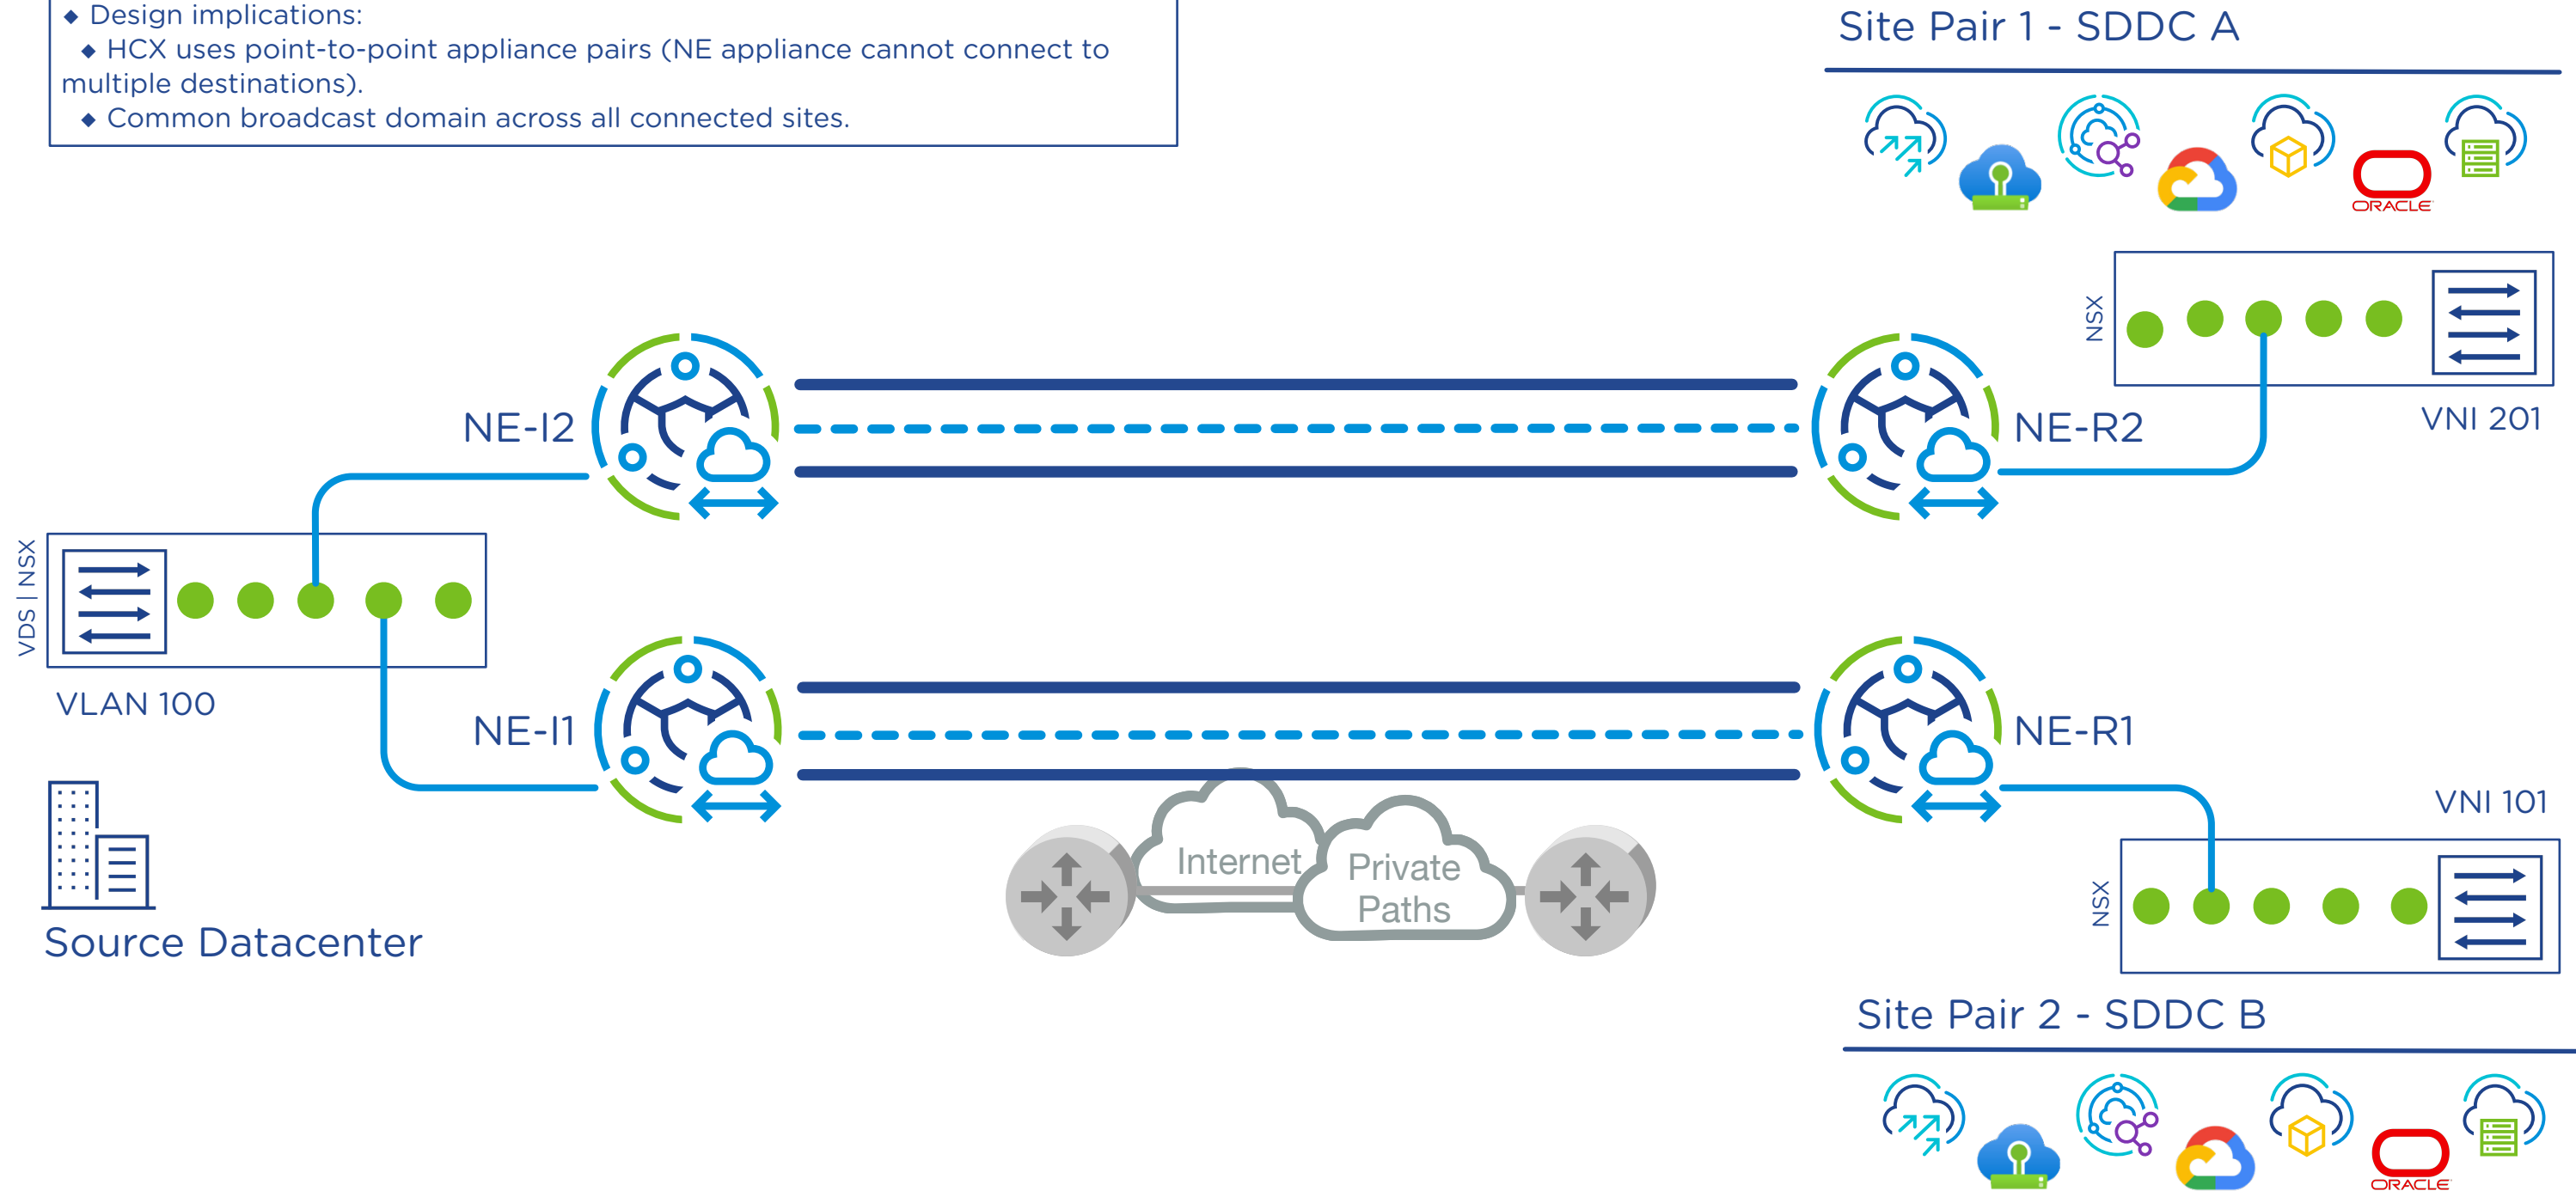 ◆ Design implications:
◆ HCX uses point-to-point appliance pairs (NE appliance cannot connect to
multiple destinations).
◆ Common broadcast domain across all connected sites.
Site Pair 1 - SDDC A
ORACLE
NSX
VNI 201
NE-I2
NE-R2
VDS | NSX
VLAN 100
NE-I1
NE-R1
Internet
Private
Paths
VNI 101
NSX
Source Datacenter
Site Pair 2 - SDDC B
ORACLE